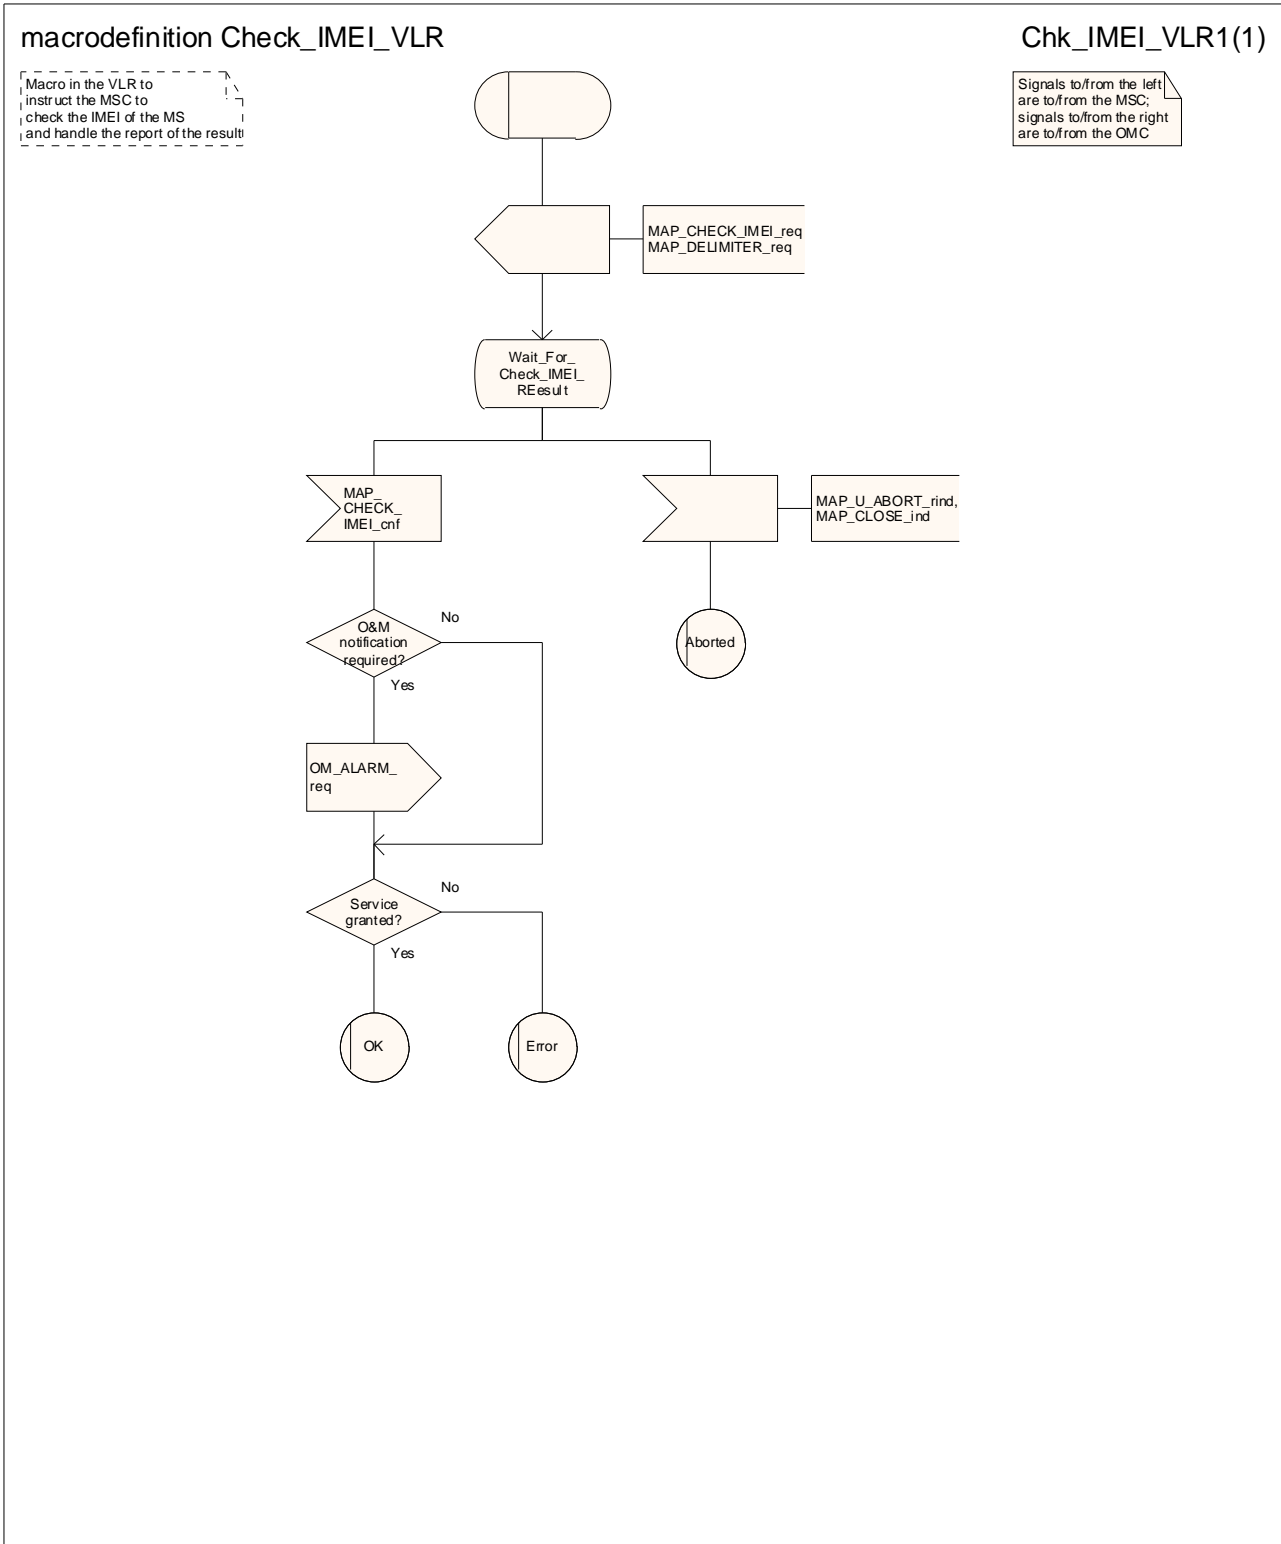 macrodefinition Check_IMEI_VLR
Chk_IMEI_VLR1(1)
Macro in the VLR to
instruct the MSC to
check the IMEI of the MS
and handle the report of the result
Signals to/from the left
are to/from the MSC;
signals to/from the right
are to/from the OMC
MAP_CHECK_IMEI_req
MAP_DELIMITER_req
Wait_For_
Check_IMEI_
REesult
MAP_
CHECK_
IMEI_cnf
MAP_U_ABORT_rind,
MAP_CLOSE_ind
O&M
notification
required?
No
Yes
Aborted
OM_ALARM_
req
Service
granted?
No
Yes
OK
Error